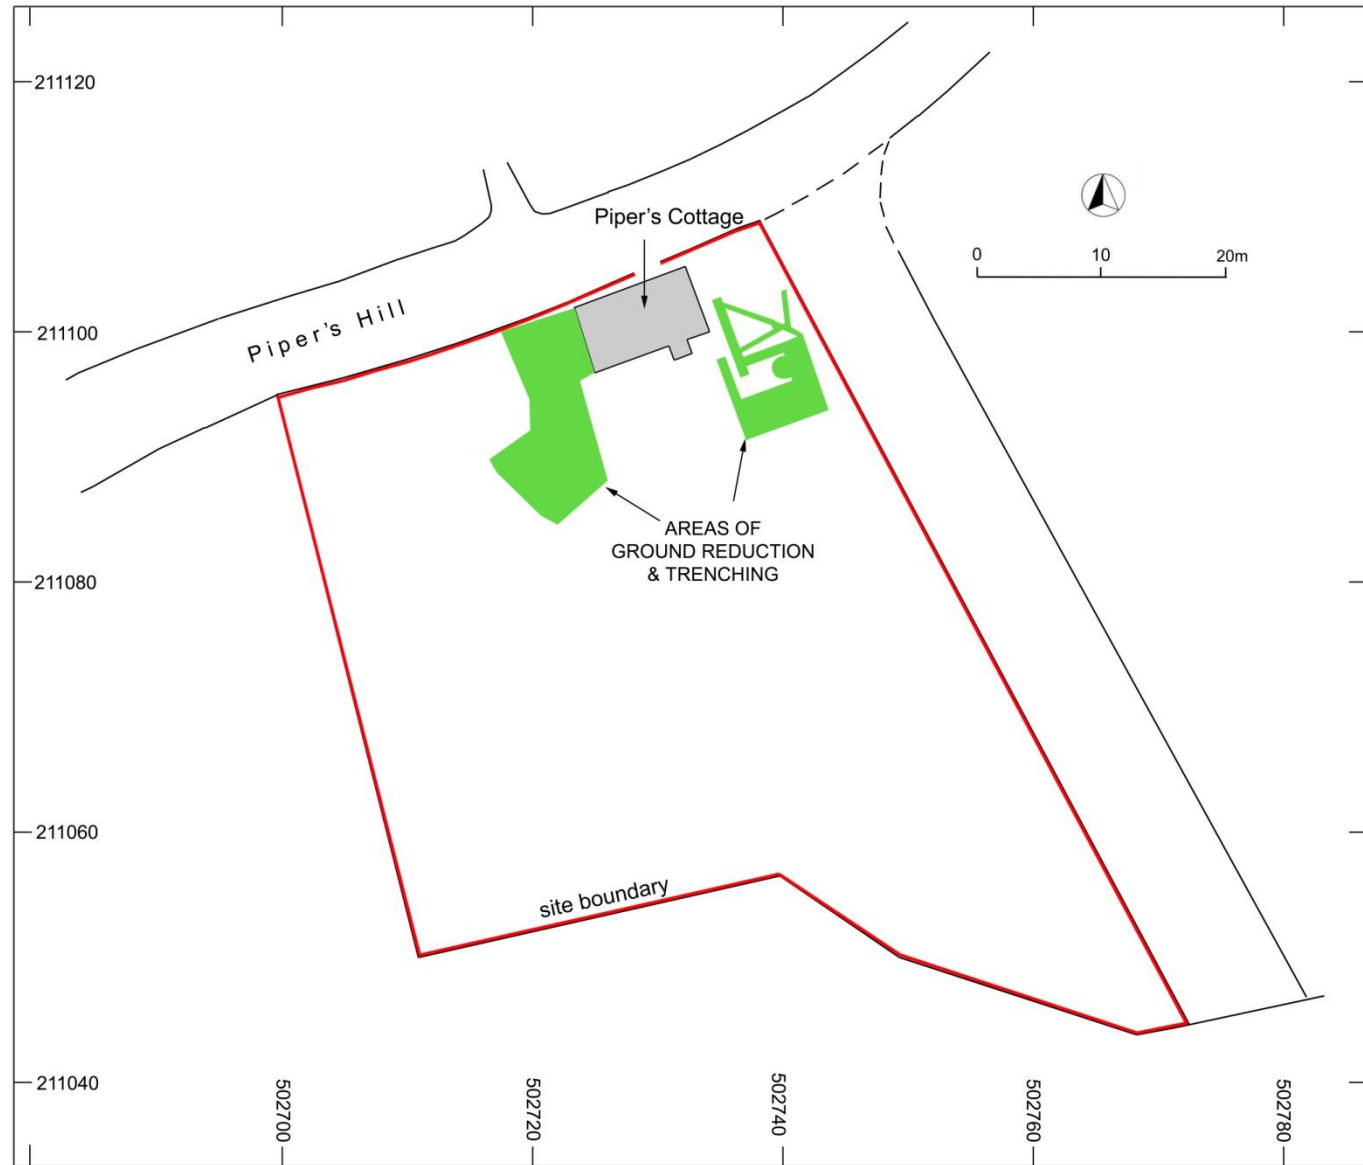 211120
Piper's Cottage
0 10 20m
Piper's Hill
211100
AREAS OF
GROUND REDUCTION
& TRENCHING
211080
211060
site boundary
211040
502700
502720
502740
502760
502780